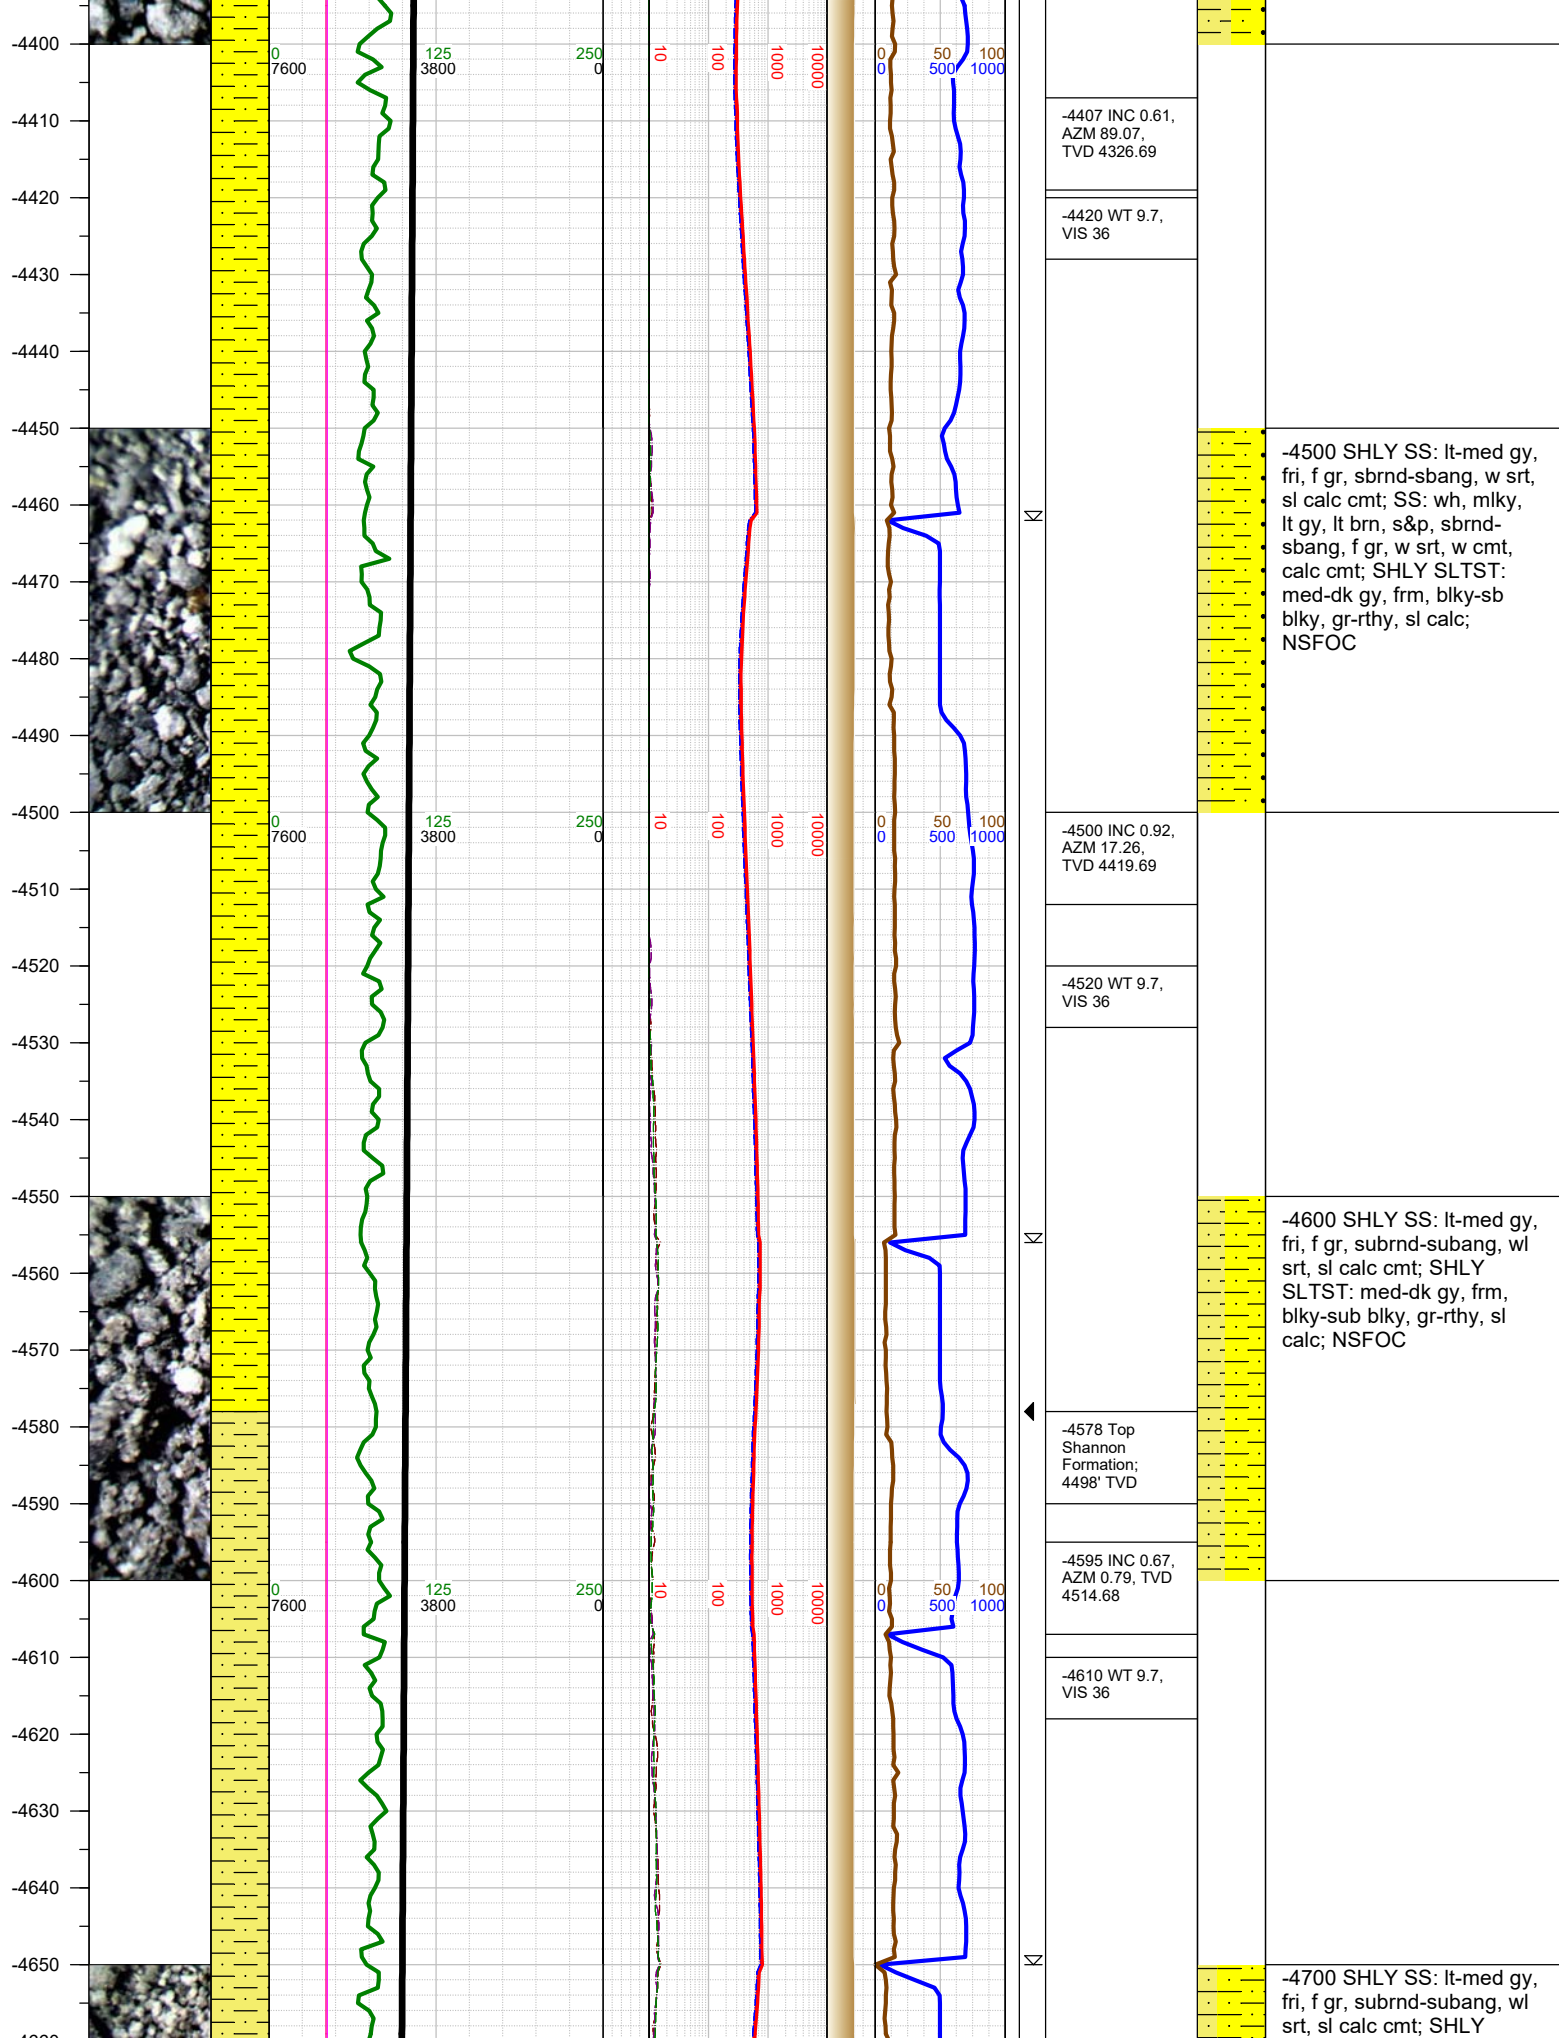 -4400
0 125 250 10 100 1000 10000 0 50 100
7600 3800 0 0 500 1000
-4407 INC 0.61,
AZM 89.07,
TVD 4326.69
-4410
-4420
-4420 WT 9.7,
VIS 36
-4430
-4440
-4450
-4500 SHLY SS: lt-med gy,
fri, f gr, sbrnd-sbang, w srt,
sl calc cmt; SS: wh, mlky,
lt gy, lt brn, s&p, sbrnd-
sbang, f gr, w srt, w cmt,
calc cmt; SHLY SLTST:
med-dk gy, frm, blky-sb
blky, gr-rthy, sl calc;
NSFOC
-4460
-4470
-4480
-4490
-4500
0 125 250 10 100 1000 10000 0 50 100
7600 3800 0 0 500 1000
-4500 INC 0.92,
AZM 17.26,
TVD 4419.69
-4510
-4520
-4520 WT 9.7,
VIS 36
-4530
-4540
-4550
-4600 SHLY SS: lt-med gy,
fri, f gr, subrnd-subang, wl
srt, sl calc cmt; SHLY
SLTST: med-dk gy, frm,
blky-sub blky, gr-rthy, sl
calc; NSFOC
-4560
-4570
-4580
-4578 Top
Shannon
Formation;
4498' TVD
-4590
-4595 INC 0.67,
AZM 0.79, TVD
4514.68
-4600
0 125 250 10 100 1000 10000 0 50 100
7600 3800 0 0 500 1000
-4610
-4610 WT 9.7,
VIS 36
-4620
-4630
-4640
-4650
-4700 SHLY SS: lt-med gy,
fri, f gr, subrnd-subang, wl
srt, sl calc cmt; SHLY